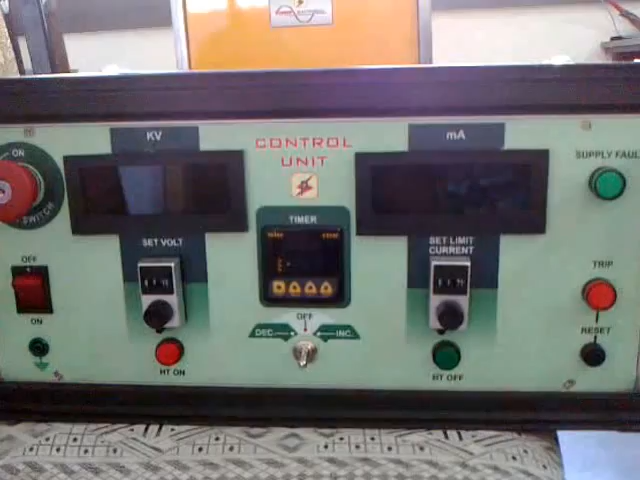 KV
CONTROL
UNIT
mA
ON
SWITCH
SUPPLY FAUL
TIMER
SET VOLT
SET LIMIT
CURRENT
OFF
ON
TRIP
OFF
DEC.
INC.
RESET
HT ON
HT OFF